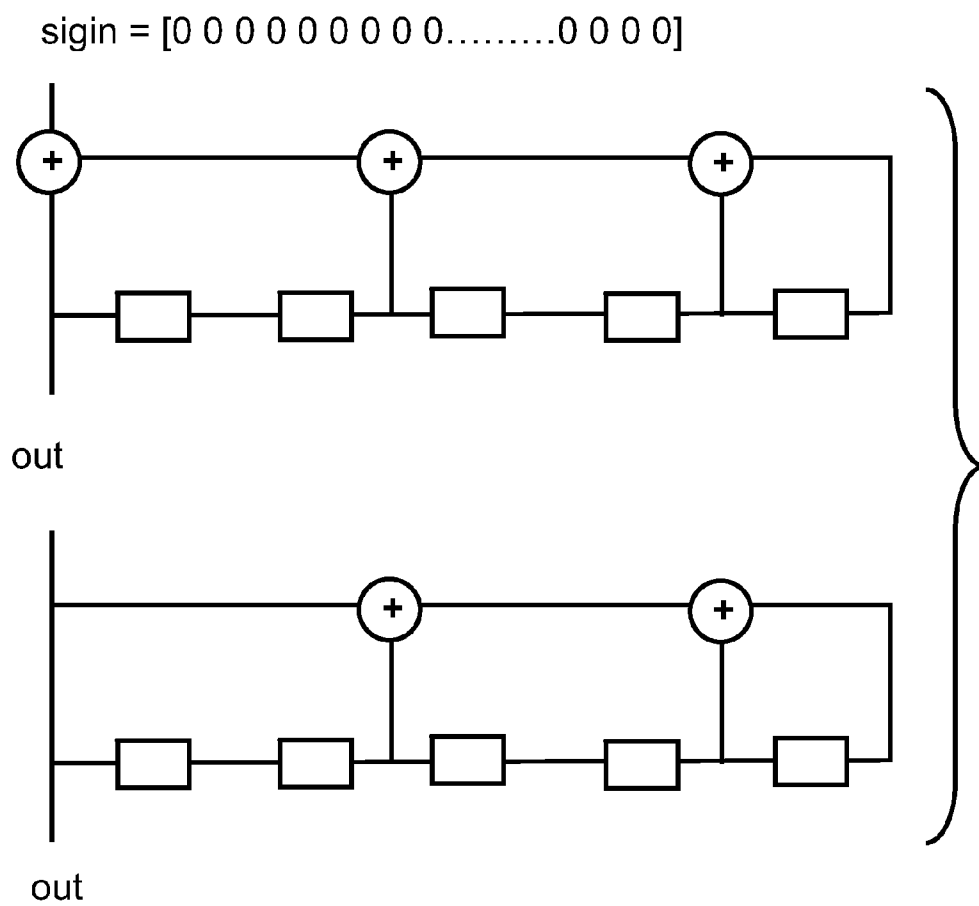 sigin = [0 0 0 0 0 0 0 0 0.........0 0 0 0]
+ + +
out
+ +
out